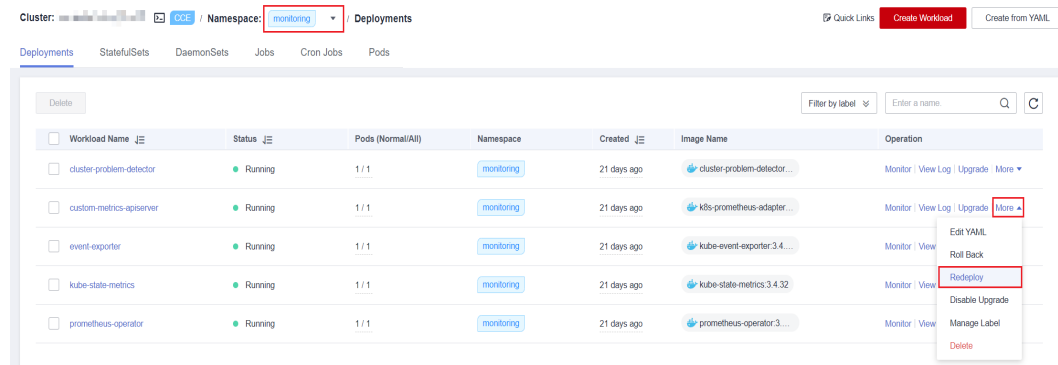 Cluster: CCE / Namespace: monitoring / Deployments Quick Links Create Workload Create from YAML
Deployments StatefulSets DaemonSets Jobs Cron Jobs Pods
Delete Filter by label Enter a name
Workload Name Status Pods (Normal/All) Namespace Created Image Name Operation
cluster-problem-detector Running 1 / 1 monitoring 21 days ago cluster-problem-detector... Monitor View Log Upgrade More
custom-metrics-apiserver Running 1 / 1 monitoring 21 days ago k8s-prometheus-adapter... Monitor View Log Upgrade More
Edit YAML
event-exporter Running 1 / 1 monitoring 21 days ago kube-event-exporter:3.4.... Monitor View
Roll Back
Redeploy
kube-state-metrics Running 1 / 1 monitoring 21 days ago kube-state-metrics:3.4.32 Monitor View
Disable Upgrade
prometheus-operator Running 1 / 1 monitoring 21 days ago prometheus-operator:3.... Monitor View
Manage Label
Delete